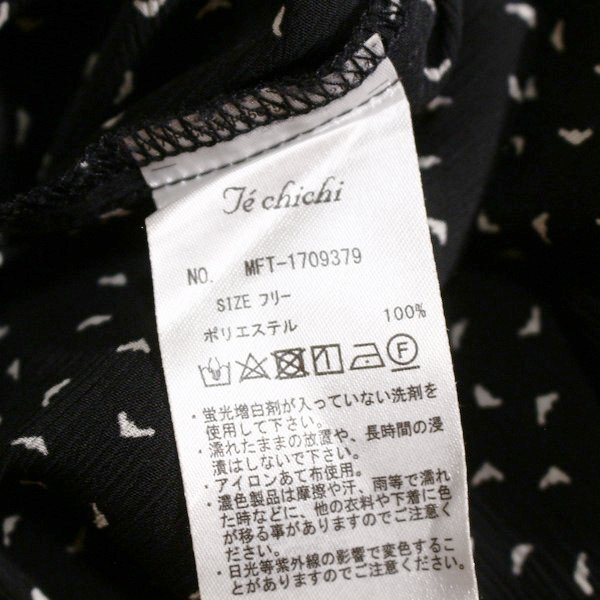 Té chichi
NO. MFT-1709379
SIZE フリー
ポリエステル 100%
F
・蛍光増白剤が入っていない洗剤を
使用して下さい。
・濡れたままの放置や、長時間の浸
漬はしないで下さい。
・アイロンあて布使用。
・濃色製品は摩擦や汗、雨等で濡れ
た時などに、他の衣料や下着に色
が移る事がありますのでご注意く
ださい。
・日光等紫外線の影響で変色するこ
とがありますのでご注意くださ